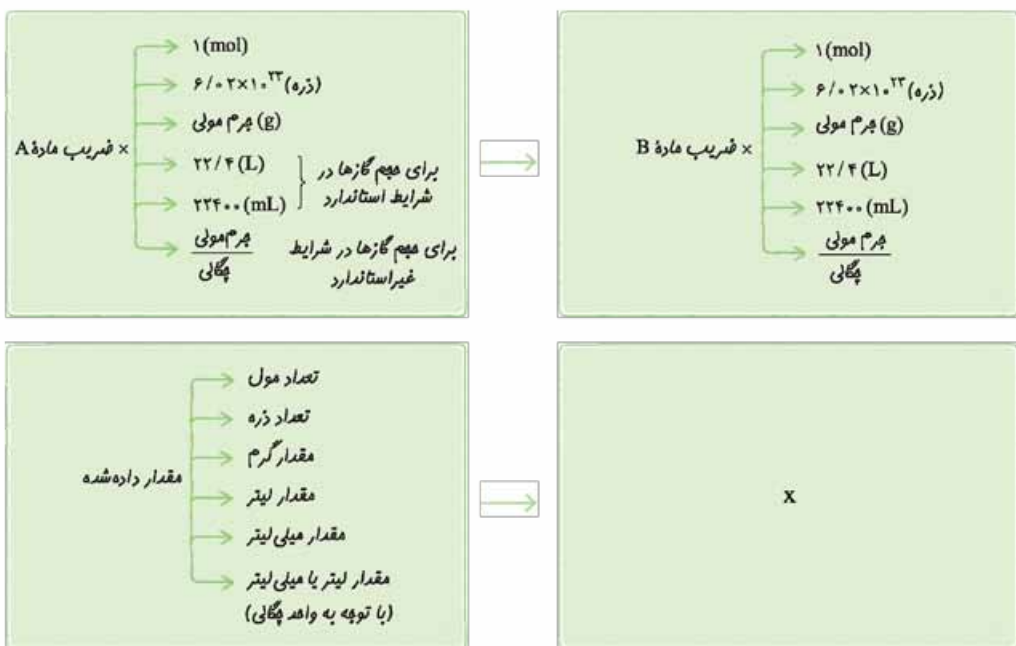 ۱(mol)
۶/۰۲×۱۰^۲۳(ذره)
جرم مولی (g)
× ضریب مادهٔ A
۲۲/۴ (L)
۲۲۴۰۰ (mL)
برای حجم گازها در
شرایط استاندارد
جرم مولی
چگالی
برای حجم گازها در شرایط
غیراستاندارد
۱(mol)
۶/۰۲×۱۰^۲۳(ذره)
جرم مولی (g)
× ضریب مادهٔ B
۲۲/۴ (L)
۲۲۴۰۰ (mL)
جرم مولی
چگالی
تعداد مول
تعداد ذره
مقدار گرم
مقدار داده‌شده
مقدار لیتر
مقدار میلی‌لیتر
مقدار لیتر یا میلی‌لیتر
(با توجه به واحد چگالی)
x